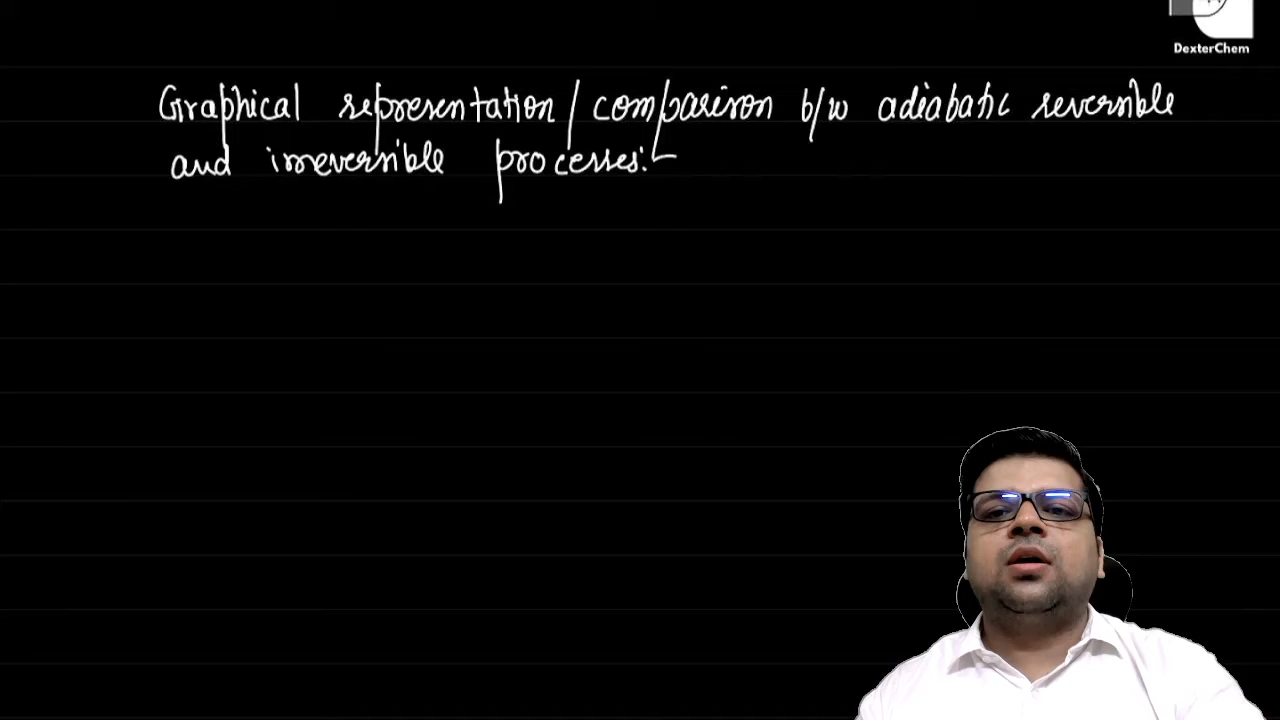 DexterChem
Graphical representation/comparison b/w adiabatic reversible
and irreversible processes:-